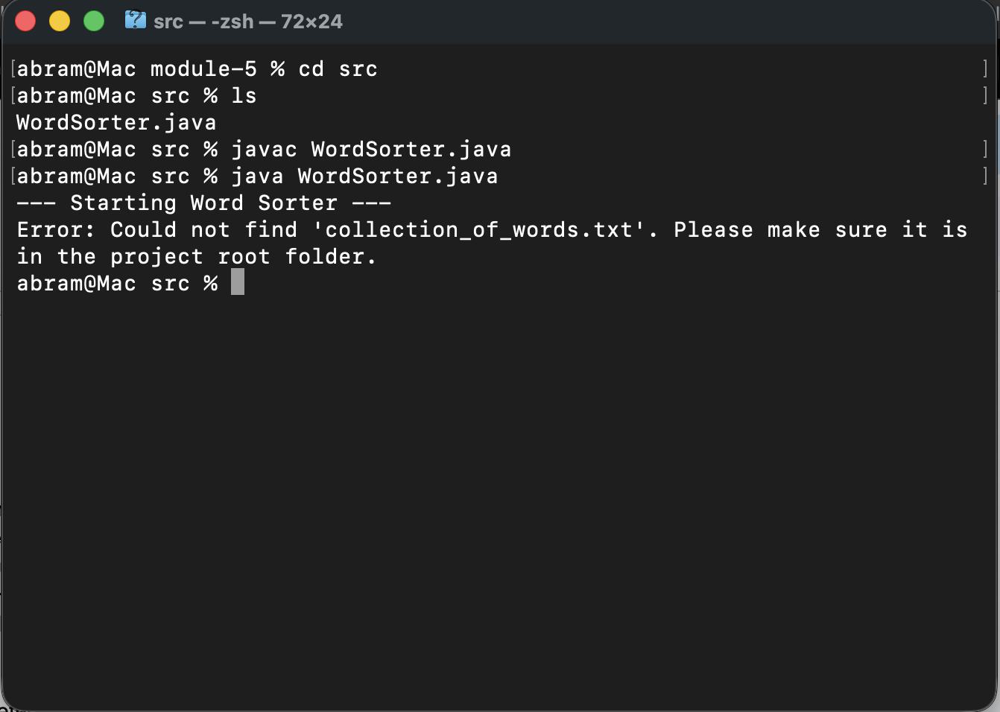 src — -zsh — 72×24
[abram@Mac module-5 % cd src ]
[abram@Mac src % ls ]
WordSorter.java
[abram@Mac src % javac WordSorter.java ]
[abram@Mac src % java WordSorter.java ]
--- Starting Word Sorter ---
Error: Could not find 'collection_of_words.txt'. Please make sure it is
in the project root folder.
abram@Mac src %